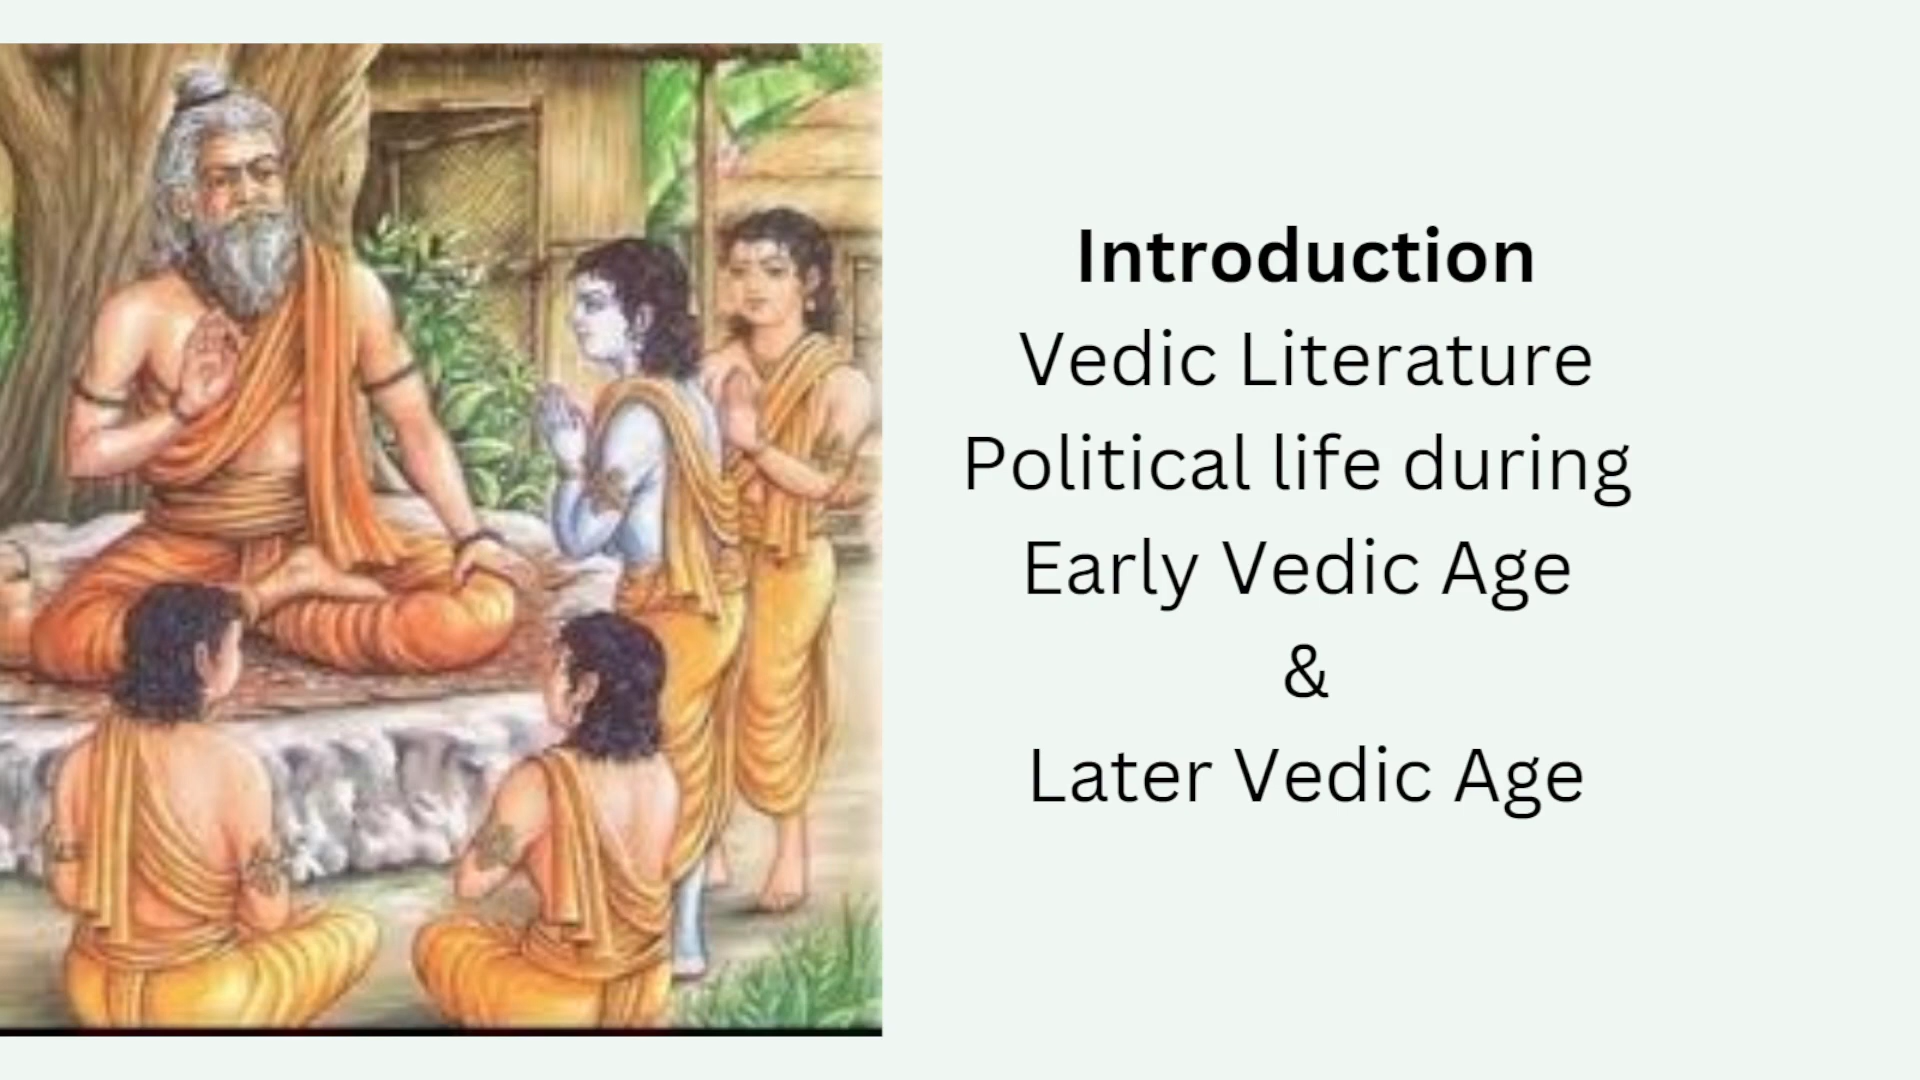 Introduction
Vedic Literature
Political life during
Early Vedic Age
&
Later Vedic Age